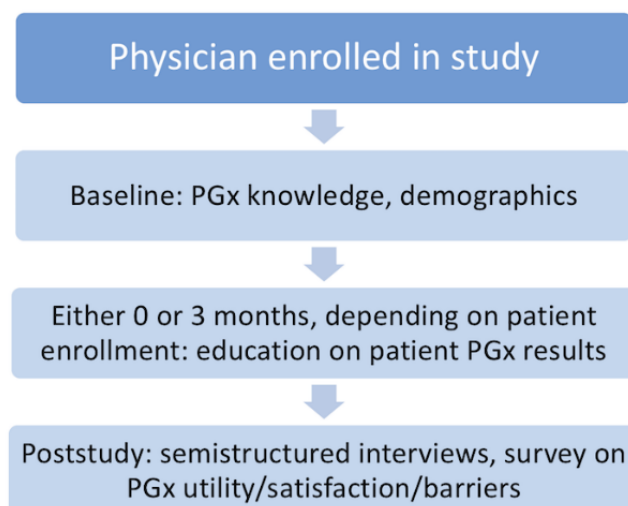 Physician enrolled in study
Baseline: PGx knowledge, demographics
Either 0 or 3 months, depending on patient
enrollment: education on patient PGx results
Poststudy: semistructured interviews, survey on
PGx utility/satisfaction/barriers